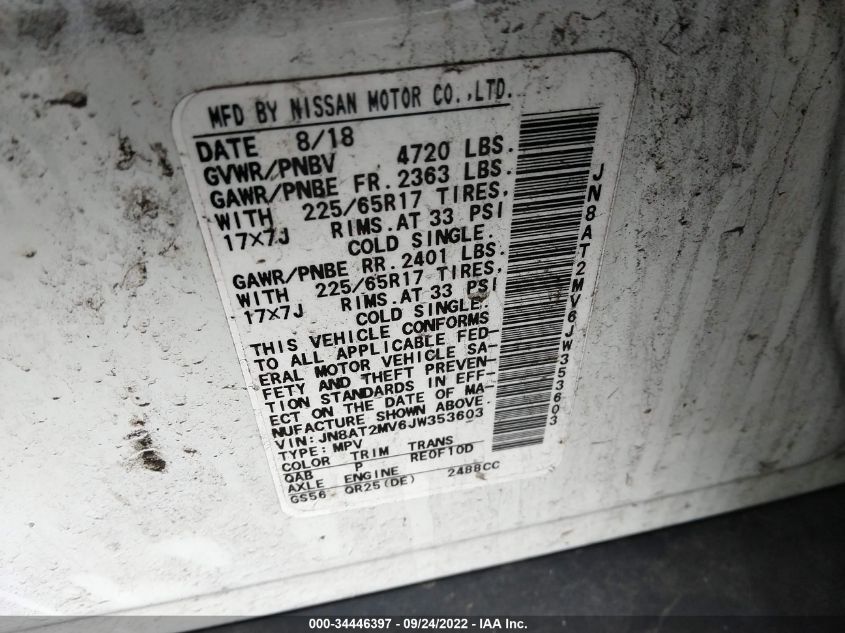 MFD BY NISSAN MOTOR CO.,LTD.
DATE 8/18
GVWR/PNBV 4720 LBS.
GAWR/PNBE FR. 2363 LBS.
WITH 225/65R17 TIRES,
17×7J RIMS.AT 33 PSI
COLD SINGLE.
GAWR/PNBE RR. 2401 LBS.
WITH 225/65R17 TIRES,
17×7J RIMS.AT 33 PSI
COLD SINGLE.
THIS VEHICLE CONFORMS
TO ALL APPLICABLE FED-
ERAL MOTOR VEHICLE SA-
FETY AND THEFT PREVEN-
TION STANDARDS IN EFF-
ECT ON THE DATE OF MA-
NUFACTURE SHOWN ABOVE.
VIN:JN8AT2MV6JW353603
TYPE:MPV
COLOR TRIM TRANS
QAB P RE0F10D
AXLE ENGINE
GS56 QR25(DE) 2488CC
JN8AT2MV6JW353603
000-34446397 - 09/24/2022 - IAA Inc.